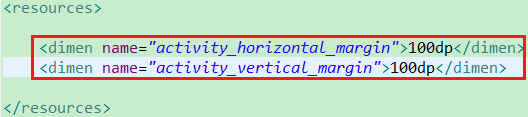 <resources>
<dimen name="activity_horizontal_margin">100dp</dimen>
<dimen name="activity_vertical_margin">100dp</dimen>
</resources>